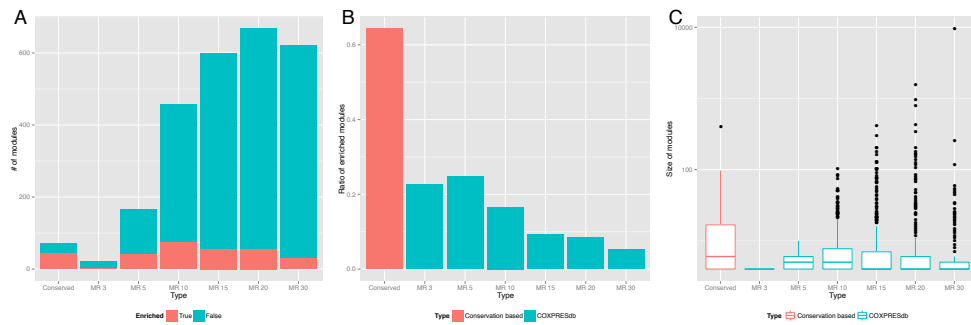 A
# of modules
600
400
200
0
Conserved MR 3 MR 5 MR 10 MR 15 MR 20 MR 30
Type
Enriched True False
B
Ratio of enriched modules
0.6
0.4
0.2
0.0
Conserved MR 3 MR 5 MR 10 MR 15 MR 20 MR 30
Type
Type Conservation based COXPRESdb
C
Size of modules
10000
100
Conserved MR 3 MR 5 MR 10 MR 15 MR 20 MR 30
Type
Type Conservation based COXPRESdb